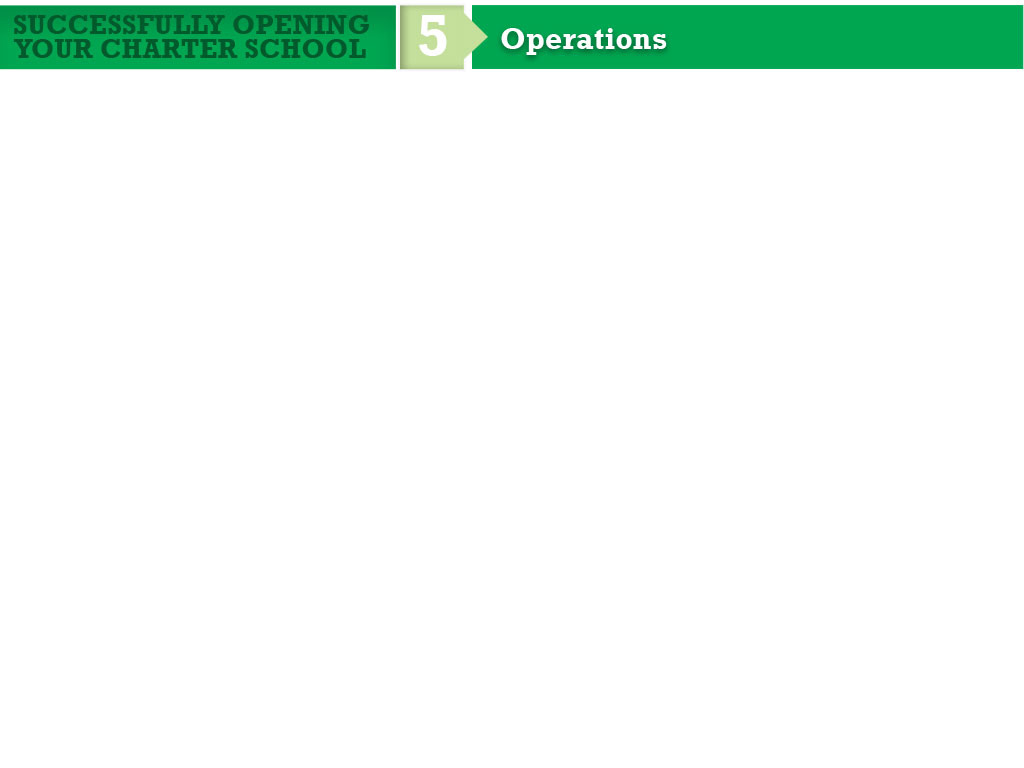 SUCCESSFULLY OPENING
YOUR CHARTER SCHOOL
5
Operations